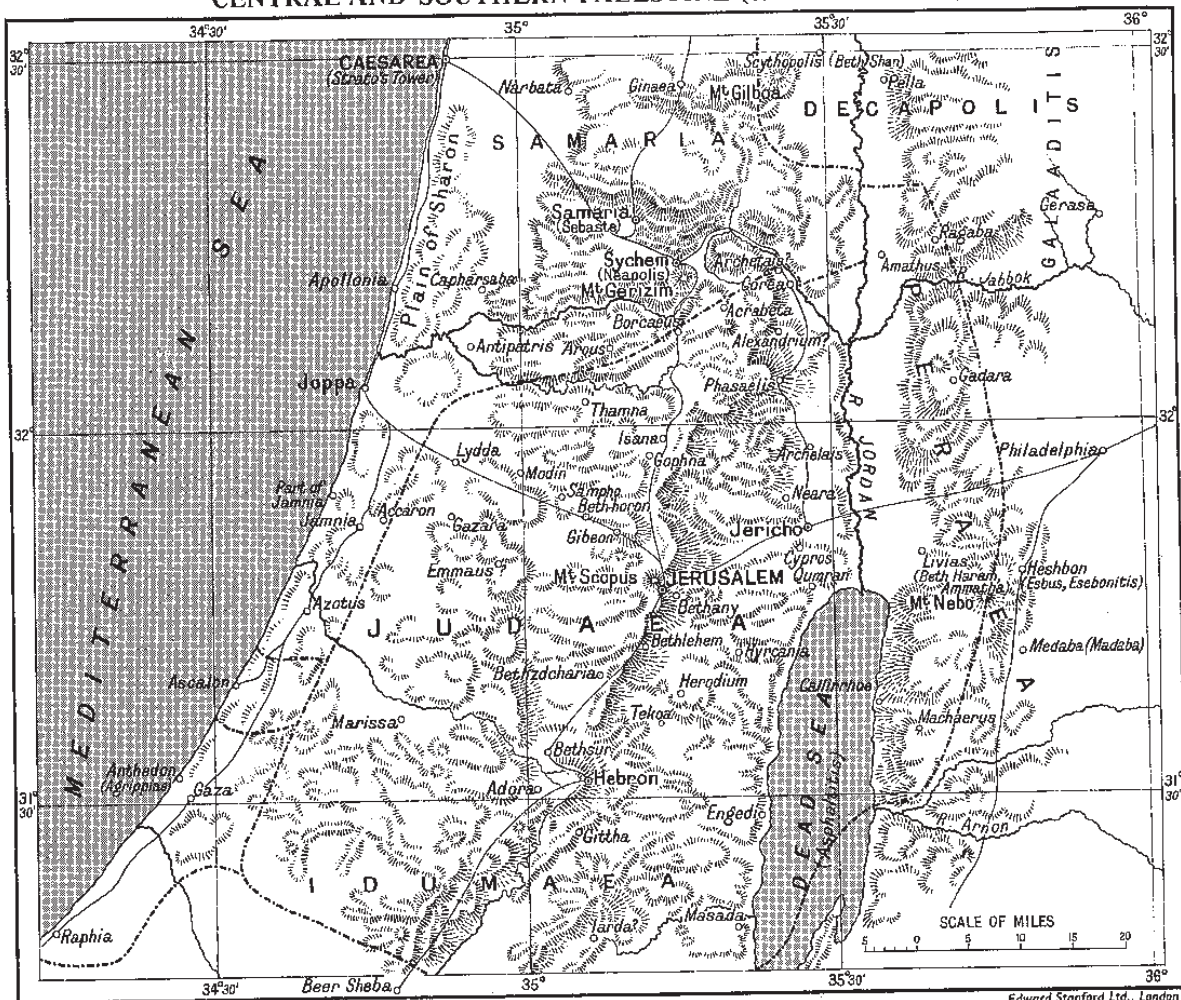 CENTRAL AND SOUTHERN PALESTINE
34°30'
35°
35°30'
36°
32°
30'
32°
30'
CAESAREA
(Strato's Tower)
Narbata
Ginaea
Mt Gilboa
Scythopolis (Beth Shan)
Pella
DECAPOLIS
GALAADITIS
SAMARIA
Plain of Sharon
MEDITERRANEAN SEA
Samaria
(Sebaste)
Gerasa
Ragaba
Sychem
(Neapolis)
Archelais
Amathus
R. Jabbok
Apollonia
Capharsaba
Mt Gerizim
Corea
Acrabeta
Borcaeus
Antipatris
Arous
Alexandrium?
PERAEA
Joppa
Phasaelis
Gadara
Thamna
R. JORDAN
32°
32°
Isana
Lydda
Gophna
Archelais
Philadelphia
Modin
Part of
Jamnia
Sampho
Neara
Accaron
Beth-horon
Jamnia
Gazara
Gibeon
Jericho
Emmaus
Mt Scopus
JERUSALEM
Cypros
Qumran
Livias
(Beth Haram,
Ammatha)
Heshbon
(Esbus, Esebonitis)
Mt Nebo
Azotus
Bethany
JUDAEA
Bethlehem
Hyrcania
Medaba (Madaba)
Ascalon
Bethzacharia
Herodium
Callirrhoe
Marissa
Tekoa
Machaerus
DEAD SEA
(Asphaltitis)
Bethsur
Anthedon
(Agrippias)
Hebron
Gaza
Adora
31°
30'
31°
30'
Engedi
Gittha
R. Arnon
IDUMAEA
Masada
Jarda
Raphia
SCALE OF MILES
5 0 5 10 15 20
Beer Sheba
34°30'
35°
35°30'
36°
Edward Stanford Ltd., London